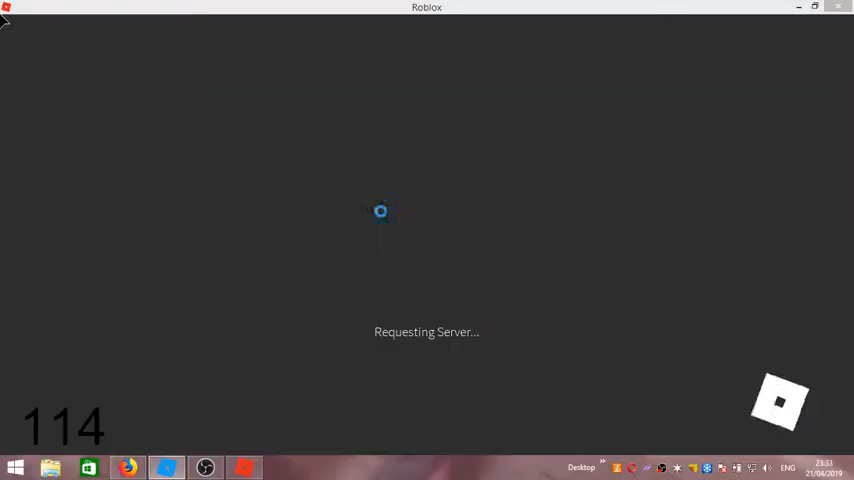 Roblox
Requesting Server...
114
Desktop
ENG
23:33
21/04/2019